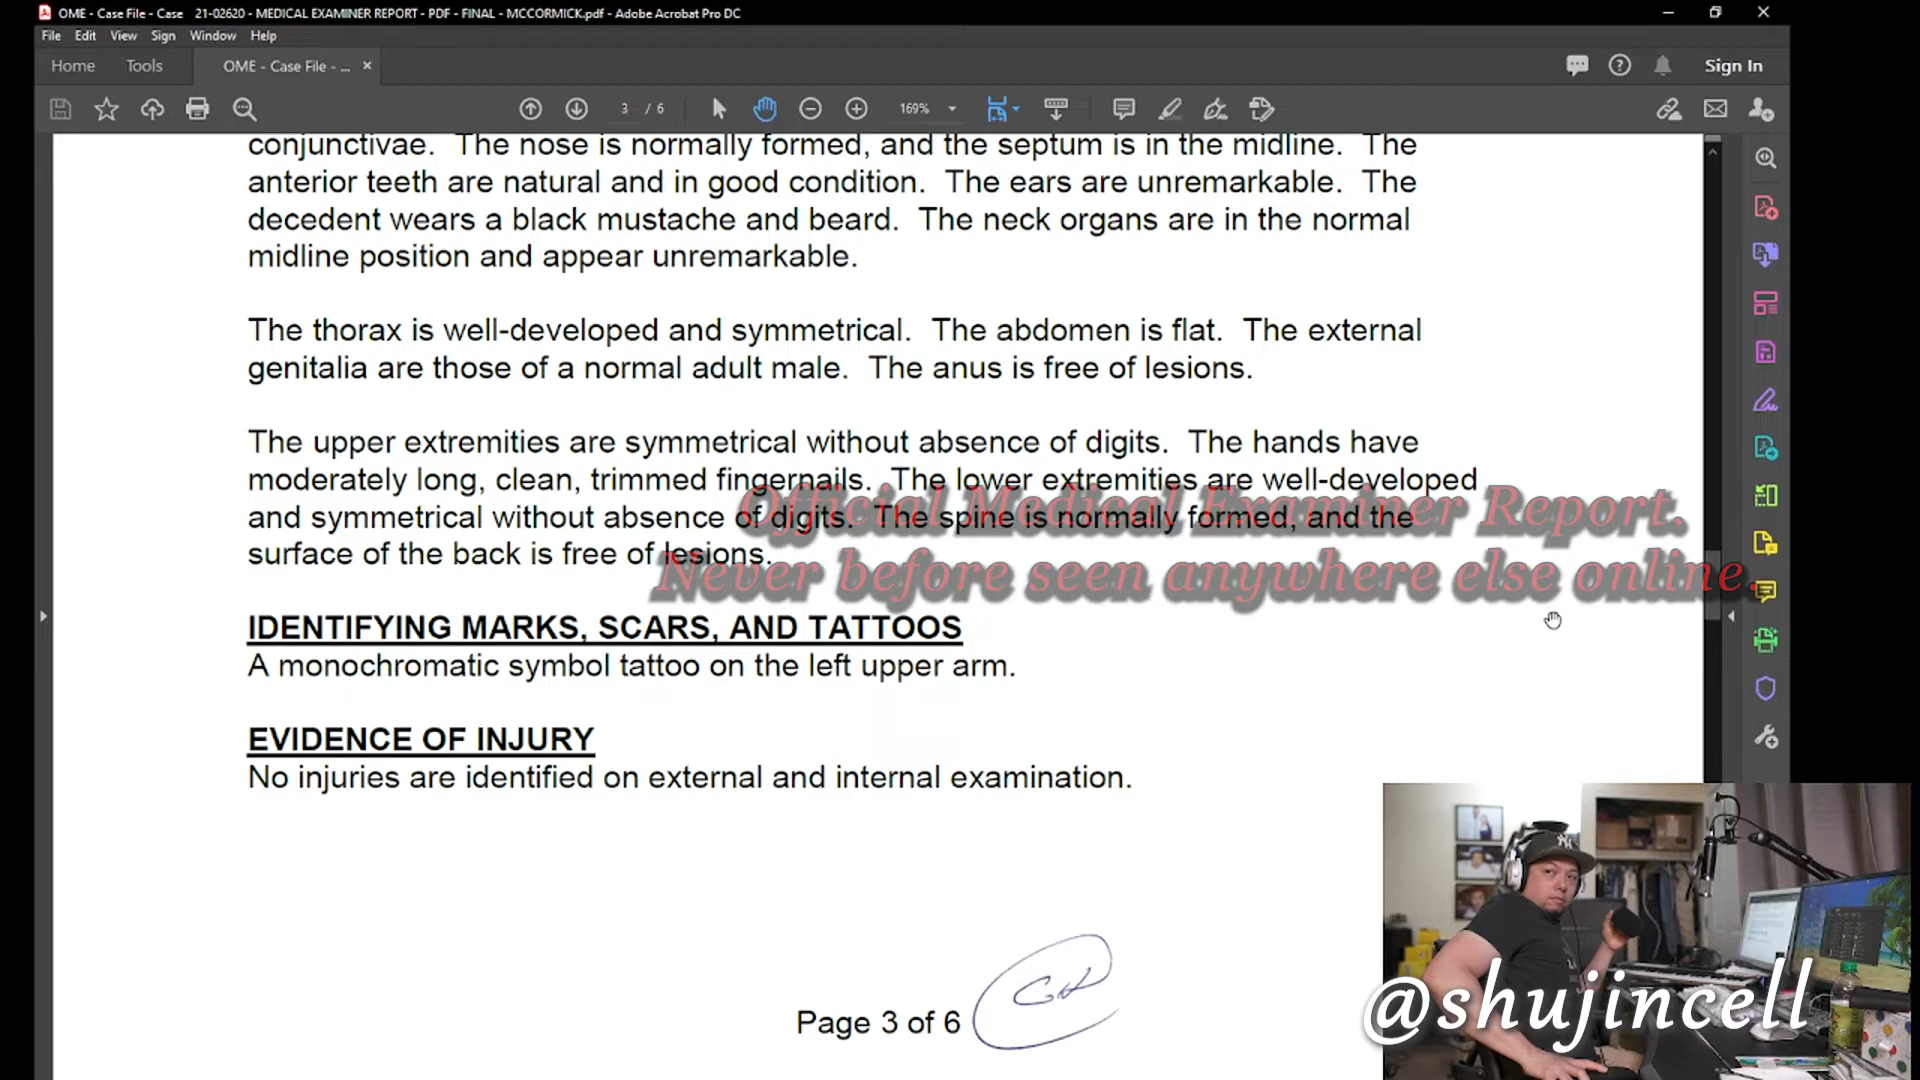 OME - Case File - Case 21-02620 - MEDICAL EXAMINER REPORT - PDF - FINAL - MCCORMICK.pdf - Adobe Acrobat Pro DC
File Edit View Sign Window Help
Home Tools OME - Case File - ... × Sign In
3 / 6 169%
conjunctivae. The nose is normally formed, and the septum is in the midline. The
anterior teeth are natural and in good condition. The ears are unremarkable. The
decedent wears a black mustache and beard. The neck organs are in the normal
midline position and appear unremarkable.
The thorax is well-developed and symmetrical. The abdomen is flat. The external
genitalia are those of a normal adult male. The anus is free of lesions.
The upper extremities are symmetrical without absence of digits. The hands have
moderately long, clean, trimmed fingernails. The lower extremities are well-developed
and symmetrical without absence of digits. The spine is normally formed, and the
surface of the back is free of lesions.
Official Medical Examiner Report.
Never before seen anywhere else online.
IDENTIFYING MARKS, SCARS, AND TATTOOS
A monochromatic symbol tattoo on the left upper arm.
EVIDENCE OF INJURY
No injuries are identified on external and internal examination.
Page 3 of 6
@shujincell